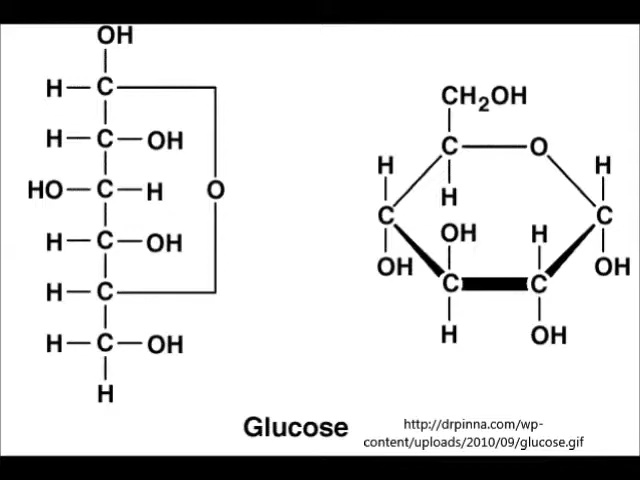 OH
H C
H C OH
HO C H O
H C OH
H C
H C OH
H
CH2OH
C O
H H
H
C C
OH H
OH OH
C C
H OH
Glucose
http://drpinna.com/wp-
content/uploads/2010/09/glucose.gif